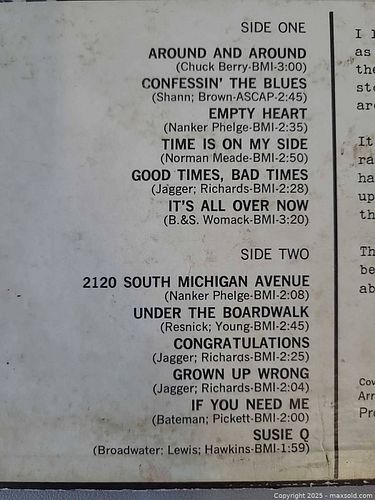 SIDE ONE
AROUND AND AROUND
(Chuck Berry-BMI-3:00)
CONFESSIN' THE BLUES
(Shann; Brown-ASCAP-2:45)
EMPTY HEART
(Nanker Phelge-BMI-2:35)
TIME IS ON MY SIDE
(Norman Meade-BMI-2:50)
GOOD TIMES, BAD TIMES
(Jagger; Richards-BMI-2:28)
IT'S ALL OVER NOW
(B.&S. Womack-BMI-3:20)
SIDE TWO
2120 SOUTH MICHIGAN AVENUE
(Nanker Phelge-BMI-2:08)
UNDER THE BOARDWALK
(Resnick; Young-BMI-2:45)
CONGRATULATIONS
(Jagger; Richards-BMI-2:25)
GROWN UP WRONG
(Jagger; Richards-BMI-2:04)
IF YOU NEED ME
(Bateman; Pickett-BMI-2:00)
SUSIE Q
(Broadwater; Lewis; Hawkins-BMI-1:59)
I
as
It
up
Copyright 2025 - maxsold.com